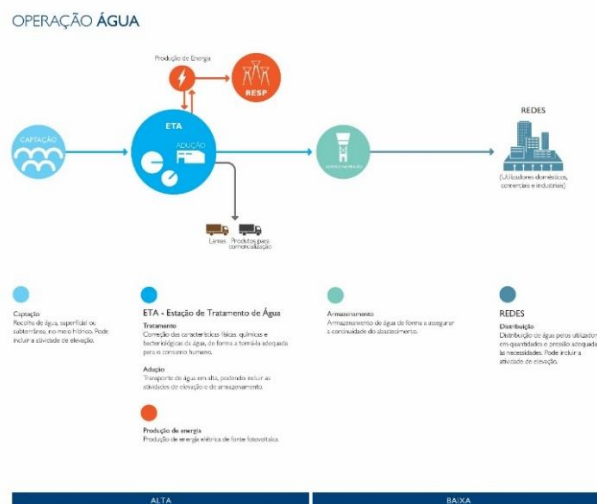 OPERAÇÃO ÁGUA
Produção de Energia
RESP
ETA
CAPTAÇÃO
ADUÇÃO
REDES
(Utilizadores domésticos,
comerciais e industriais)
Lamas
Produtos para
comercialização
Captação
Recolha de água, superficial ou
subterrânea, no meio hídrico. Pode
incluir a atividade de elevação.
ETA - Estação de Tratamento de Água
Tratamento
Correção das características físicas, químicas e
bacteriológicas da água, de forma a torná-la adequada
para o consumo humano.
Adução
Transporte de água em alta, podendo incluir as
atividades de elevação e de armazenamento.
Produção de energia
Produção de energia elétrica de fonte fotovoltaica.
Armazenamento
Armazenamento de água de forma a assegurar
a continuidade do abastecimento.
REDES
Distribuição
Distribuição de água pelos utilizadores
em quantidades e pressão adequadas
às necessidades. Pode incluir a
atividade de elevação.
ALTA
BAIXA